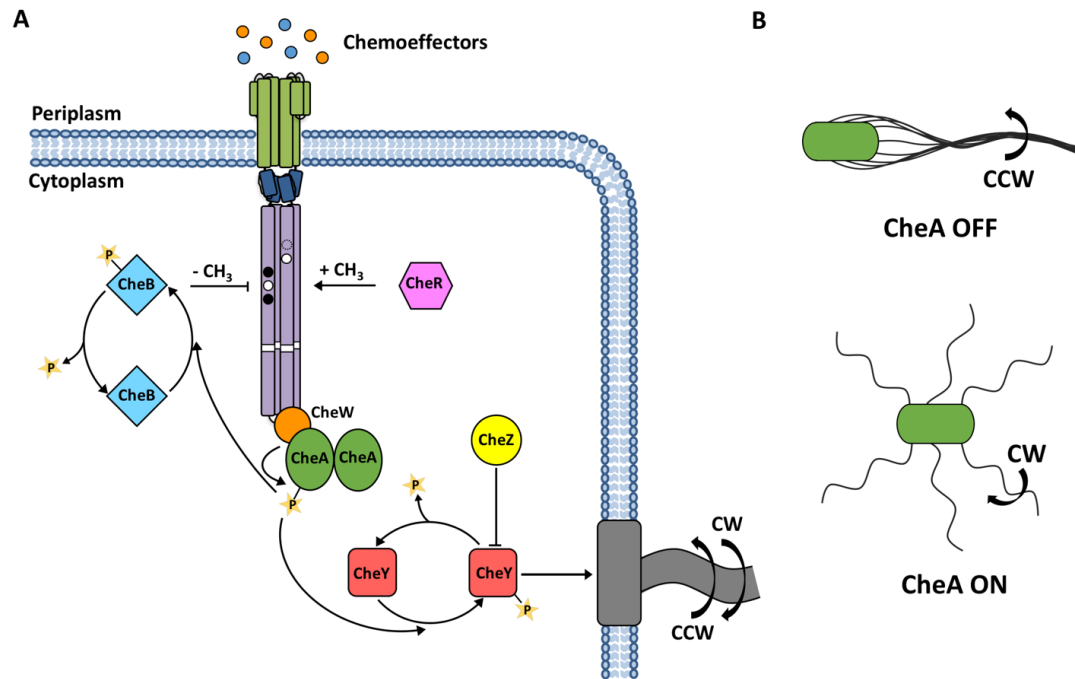 A
B
Chemoeffectors
Periplasm
Cytoplasm
CCW
CheA OFF
P
CheB
- CH₃
+ CH₃
CheR
P
CheB
CheW
CheA
CheA
CheZ
P
P
CheY
CheY
P
CW
CCW
CW
CheA ON